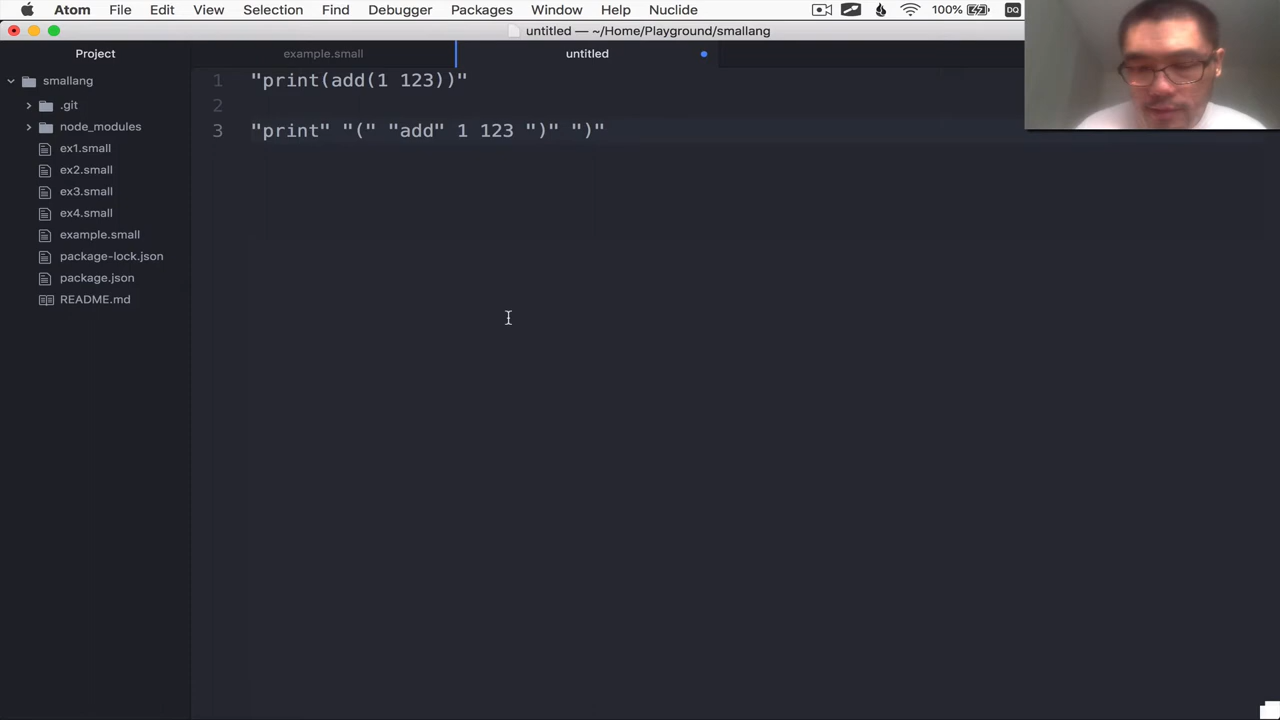 Atom File Edit View Selection Find Debugger Packages Window Help Nuclide 100% DQ
untitled — ~/Home/Playground/smallang
Project
example.small
untitled
smallang
.git
node_modules
ex1.small
ex2.small
ex3.small
ex4.small
example.small
package-lock.json
package.json
README.md
1 "print(add(1 123))"
2
3 "print" "(" "add" 1 123 ")" ")"